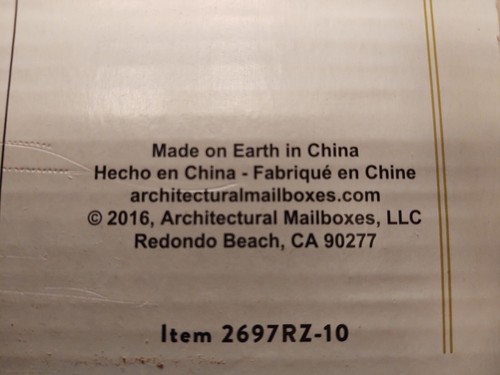 Made on Earth in China
Hecho en China - Fabriqué en Chine
architecturalmailboxes.com
© 2016, Architectural Mailboxes, LLC
Redondo Beach, CA 90277
Item 2697RZ-10